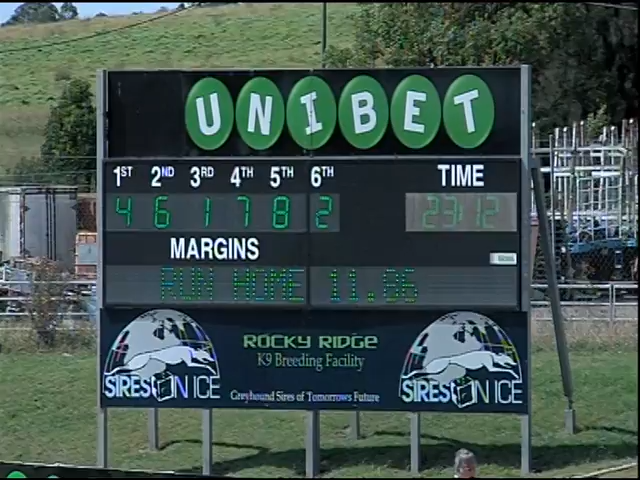 UNIBET
1ST 2ND 3RD 4TH 5TH 6TH TIME
4 6 1 7 8 2 23:12
MARGINS
RUN HOME 11.86
ROCKY RIDGE
K9 Breeding Facility
SIRES ON ICE
Greyhound Sires of Tomorrows Future
SIRES ON ICE